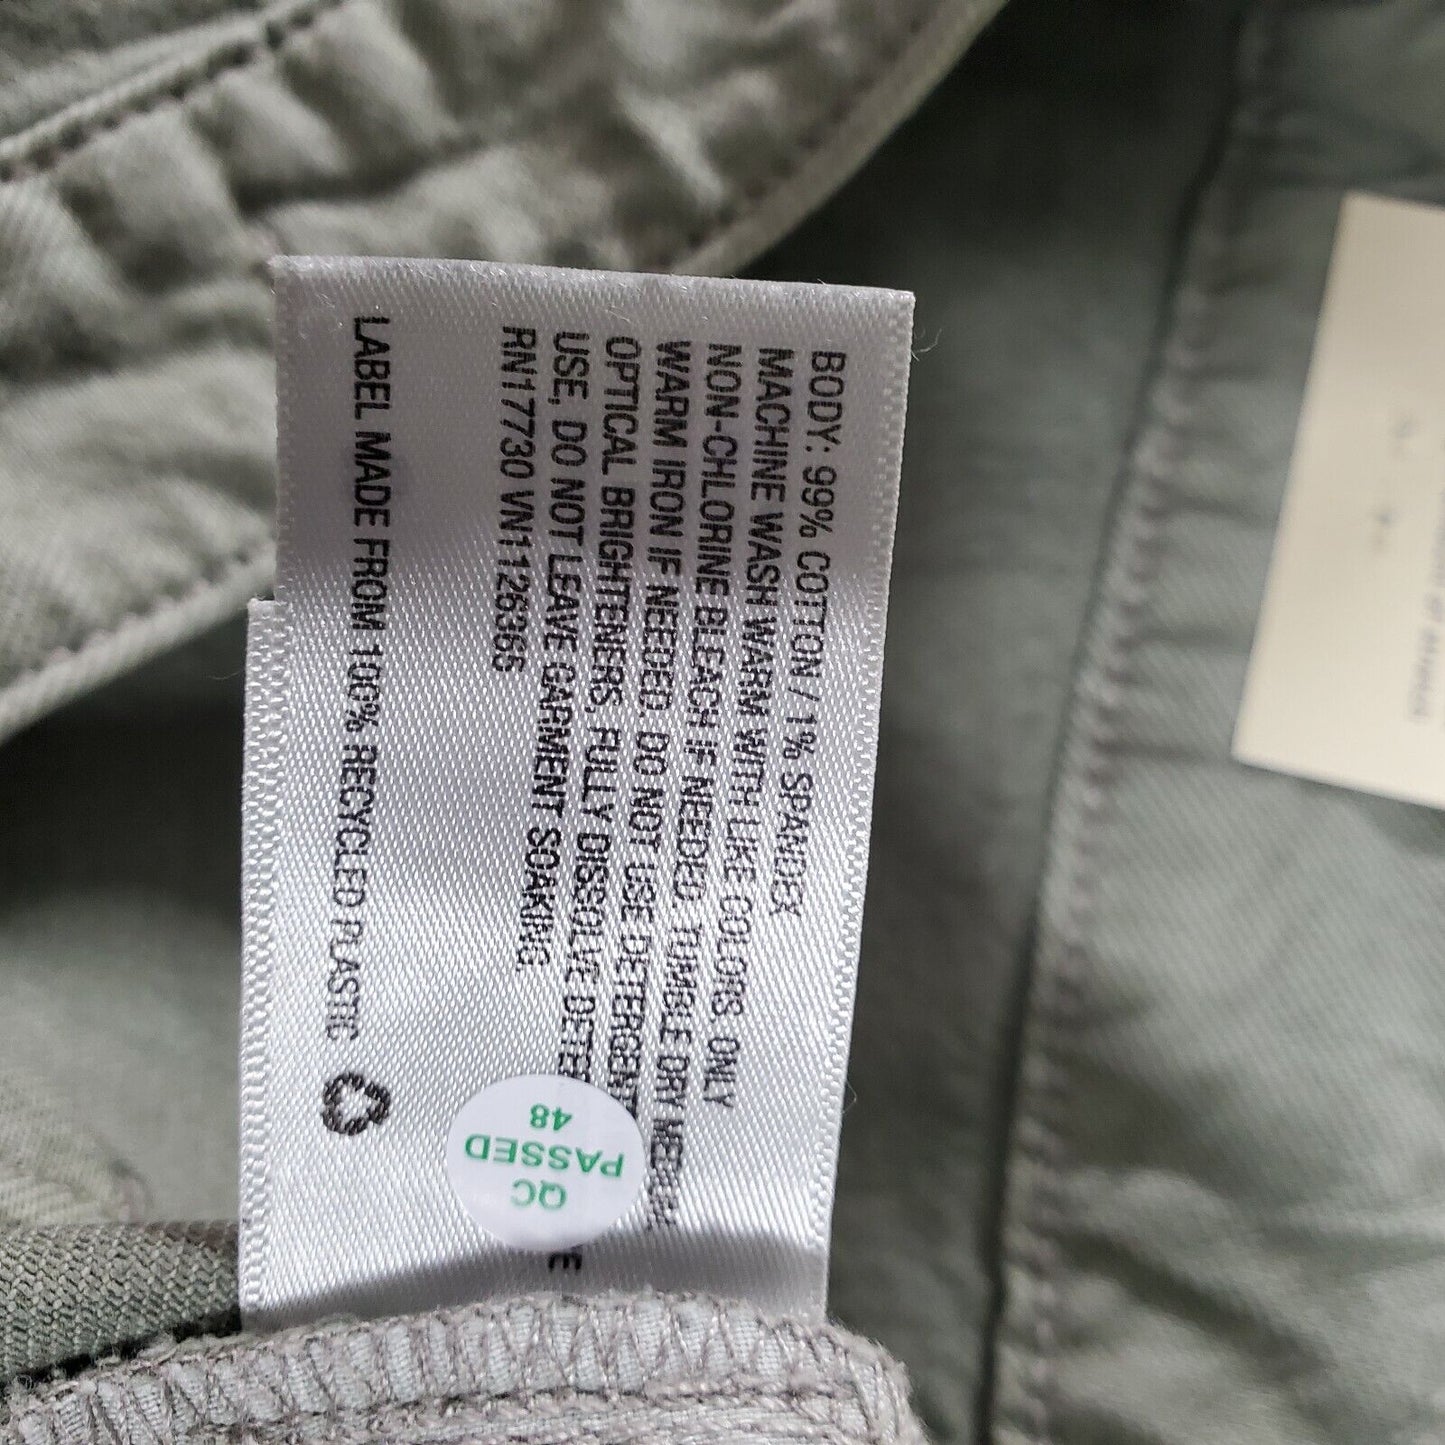 BODY: 99% COTTON / 1% SPANDEX
MACHINE WASH WARM WITH LIKE COLORS. ONLY
NON-CHLORINE BLEACH IF NEEDED. TUMBLE DRY
WARM IRON IF NEEDED. DO NOT USE DETERGENT
OPTICAL BRIGHTENERS, FULLY DISSOLVE
USE, DO NOT LEAVE GARMENT SOAKING.
RN17730 VN1126365
LABEL MADE FROM 100% RECYCLED PLASTIC
QC
PASSED
48